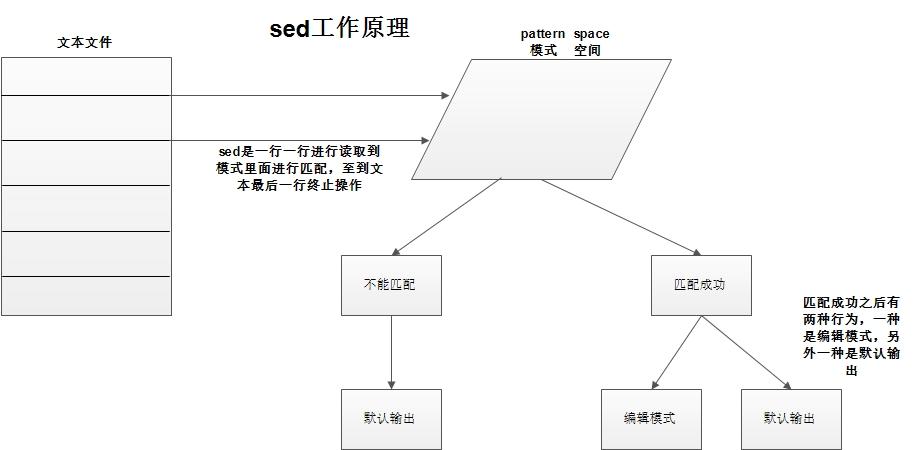 sed工作原理
文本文件
pattern space
模式 空间
sed是一行一行进行读取到
模式里面进行匹配，至到文
本最后一行终止操作
不能匹配
匹配成功
匹配成功之后有
两种行为，一种
是编辑模式，另
外一种是默认输
出
默认输出
编辑模式
默认输出